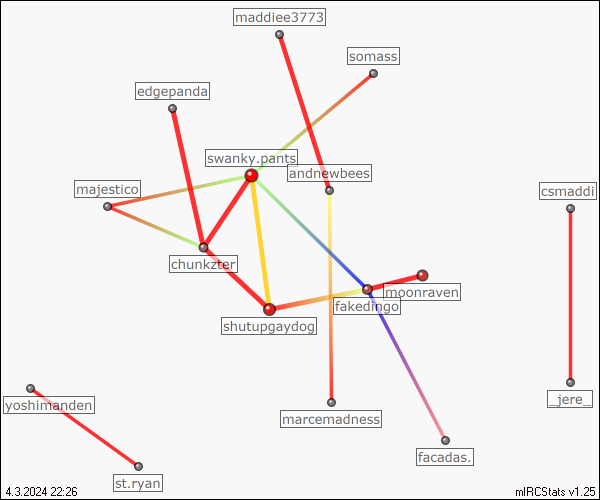 maddiee3773
somass
edgepanda
swanky.pants
andnewbees
majestico
csmaddi
chunkzter
moonraven
fakedingo
shutupgaydog
_jere_
yoshimanden
marcemadness
facadas.
st.ryan
4.3.2024 22:26
mIRCStats v1.25